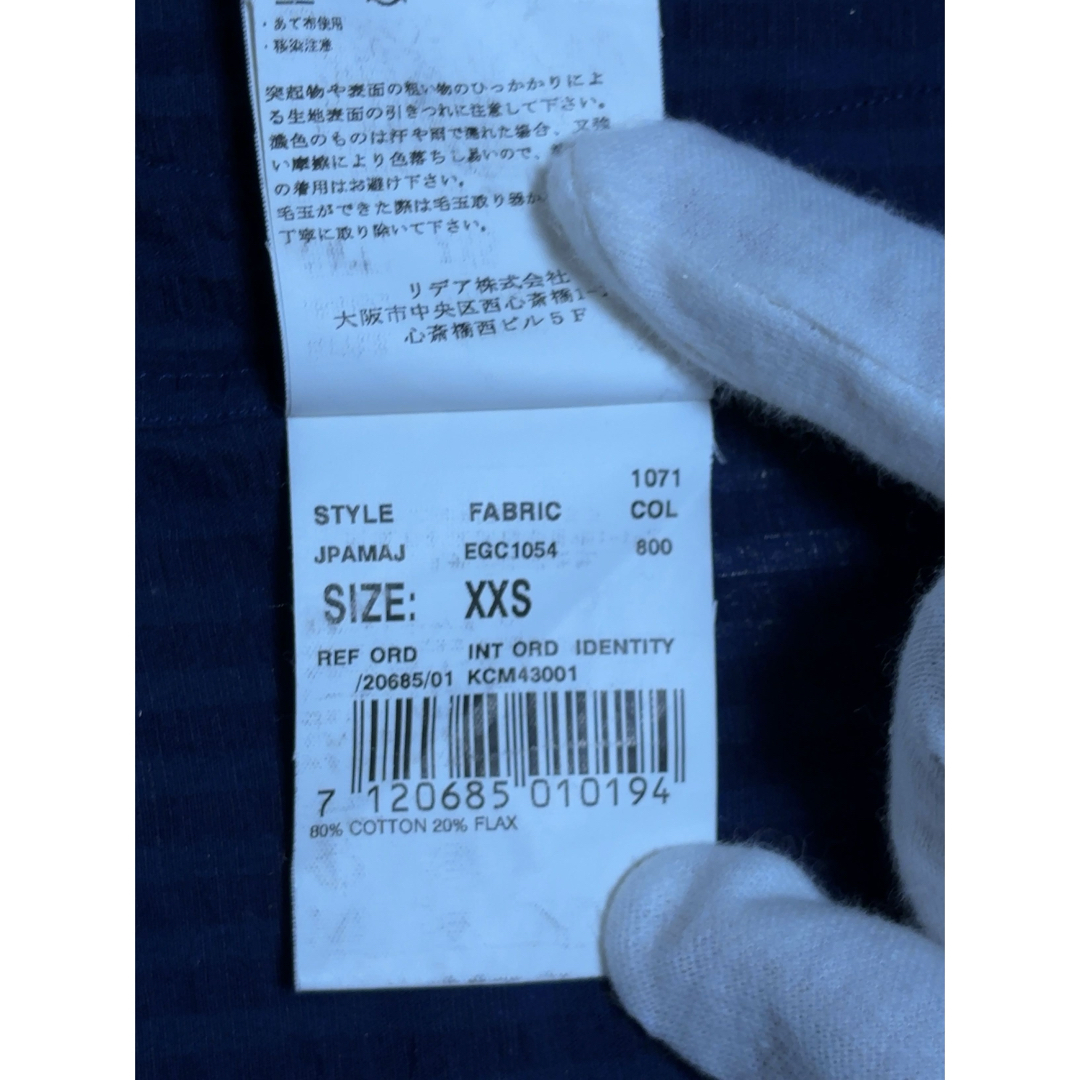 ・あて布使用
・移染注意
突起物や表面の粗い物のひっかかりによ
る生地表面の引きつれに注意して下さい。
濃色のものは汗や雨で濡れた場合、又強
い摩擦により色落ちし易いので、
の着用はお避け下さい。
毛玉ができた際は毛玉取り器か
丁寧に取り除いて下さい。
リデア株式会社
大阪市中央区西心斎橋1-
心斎橋西ビル5F
1071
STYLE FABRIC COL
JPAMAJ EGC1054 800
SIZE: XXS
REF ORD INT ORD IDENTITY
/20685/01 KCM43001
7 120685 010194
80% COTTON 20% FLAX